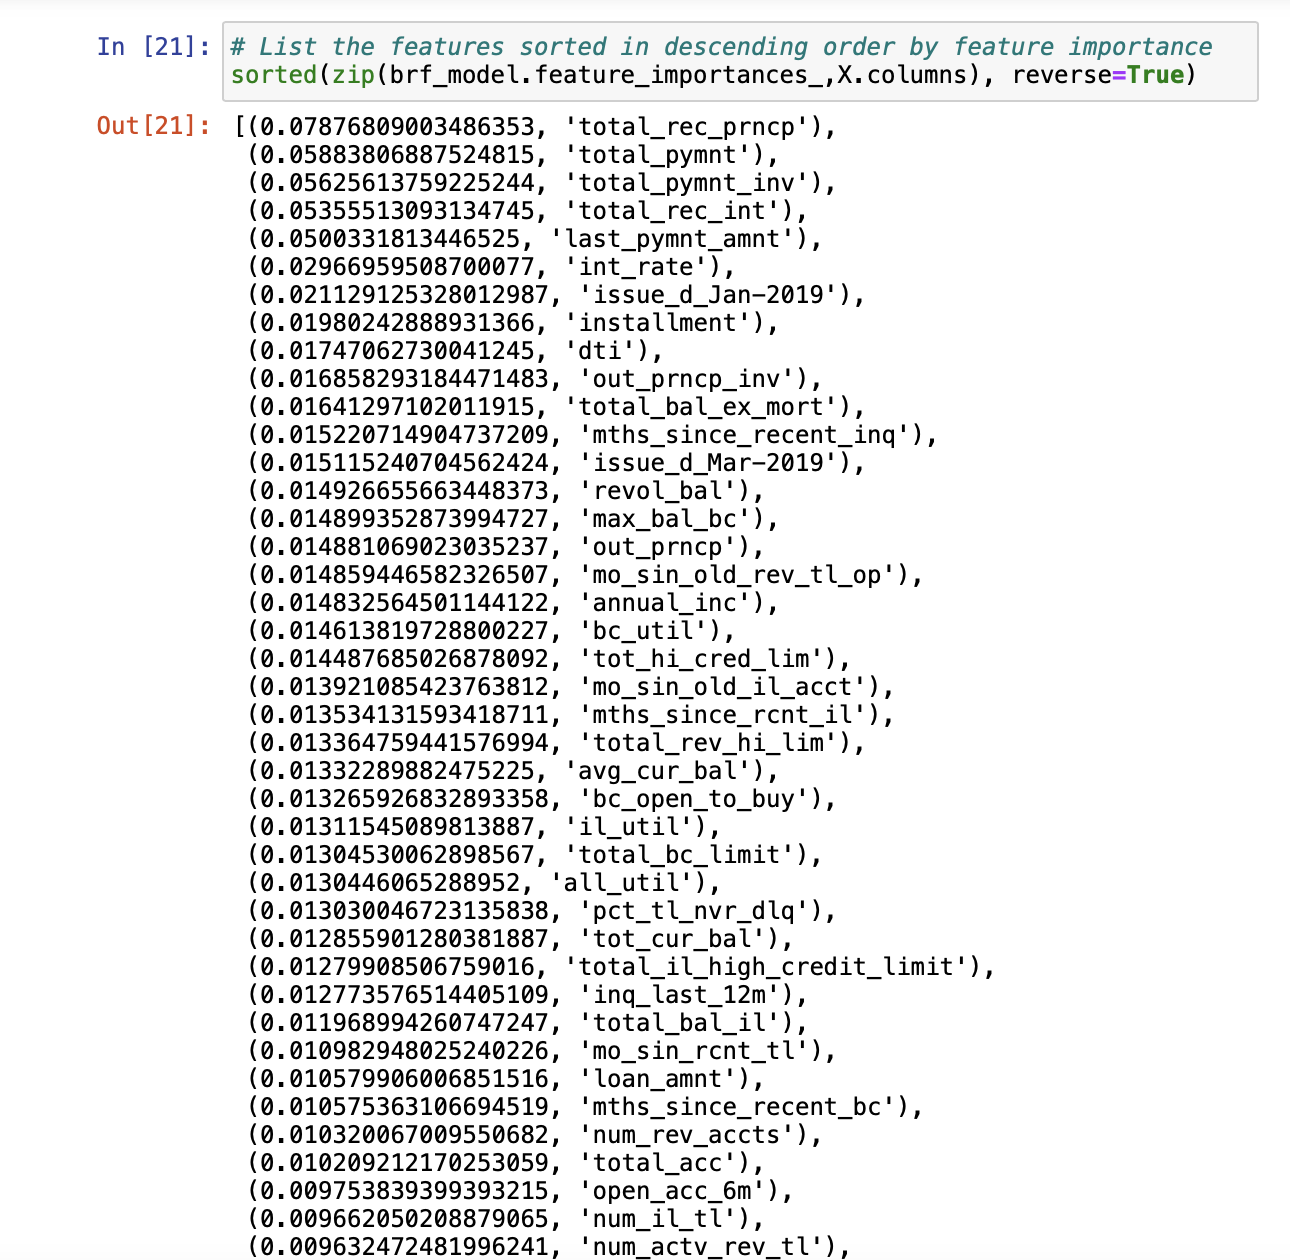 In [21]: # List the features sorted in descending order by feature importance
sorted(zip(brf_model.feature_importances_,X.columns), reverse=True)
Out[21]: [(0.07876809003486353, 'total_rec_prncp'),
(0.05883806887524815, 'total_pymnt'),
(0.05625613759225244, 'total_pymnt_inv'),
(0.05355513093134745, 'total_rec_int'),
(0.0500331813446525, 'last_pymnt_amnt'),
(0.02966959508700077, 'int_rate'),
(0.021129125328012987, 'issue_d_Jan-2019'),
(0.01980242888931366, 'installment'),
(0.01747062730041245, 'dti'),
(0.016858293184471483, 'out_prncp_inv'),
(0.01641297102011915, 'total_bal_ex_mort'),
(0.015220714904737209, 'mths_since_recent_inq'),
(0.015115240704562424, 'issue_d_Mar-2019'),
(0.014926655663448373, 'revol_bal'),
(0.014899352873994727, 'max_bal_bc'),
(0.014881069023035237, 'out_prncp'),
(0.014859446582326507, 'mo_sin_old_rev_tl_op'),
(0.014832564501144122, 'annual_inc'),
(0.014613819728800227, 'bc_util'),
(0.014487685026878092, 'tot_hi_cred_lim'),
(0.013921085423763812, 'mo_sin_old_il_acct'),
(0.013534131593418711, 'mths_since_rcnt_il'),
(0.013364759441576994, 'total_rev_hi_lim'),
(0.01332289882475225, 'avg_cur_bal'),
(0.013265926832893358, 'bc_open_to_buy'),
(0.01311545089813887, 'il_util'),
(0.01304530062898567, 'total_bc_limit'),
(0.0130446065288952, 'all_util'),
(0.013030046723135838, 'pct_tl_nvr_dlq'),
(0.012855901280381887, 'tot_cur_bal'),
(0.01279908506759016, 'total_il_high_credit_limit'),
(0.012773576514405109, 'inq_last_12m'),
(0.011968994260747247, 'total_bal_il'),
(0.010982948025240226, 'mo_sin_rcnt_tl'),
(0.010579906006851516, 'loan_amnt'),
(0.010575363106694519, 'mths_since_recent_bc'),
(0.010320067009550682, 'num_rev_accts'),
(0.010209212170253059, 'total_acc'),
(0.009753839399393215, 'open_acc_6m'),
(0.009662050208879065, 'num_il_tl'),
(0.009632472481996241, 'num_actv_rev_tl'),